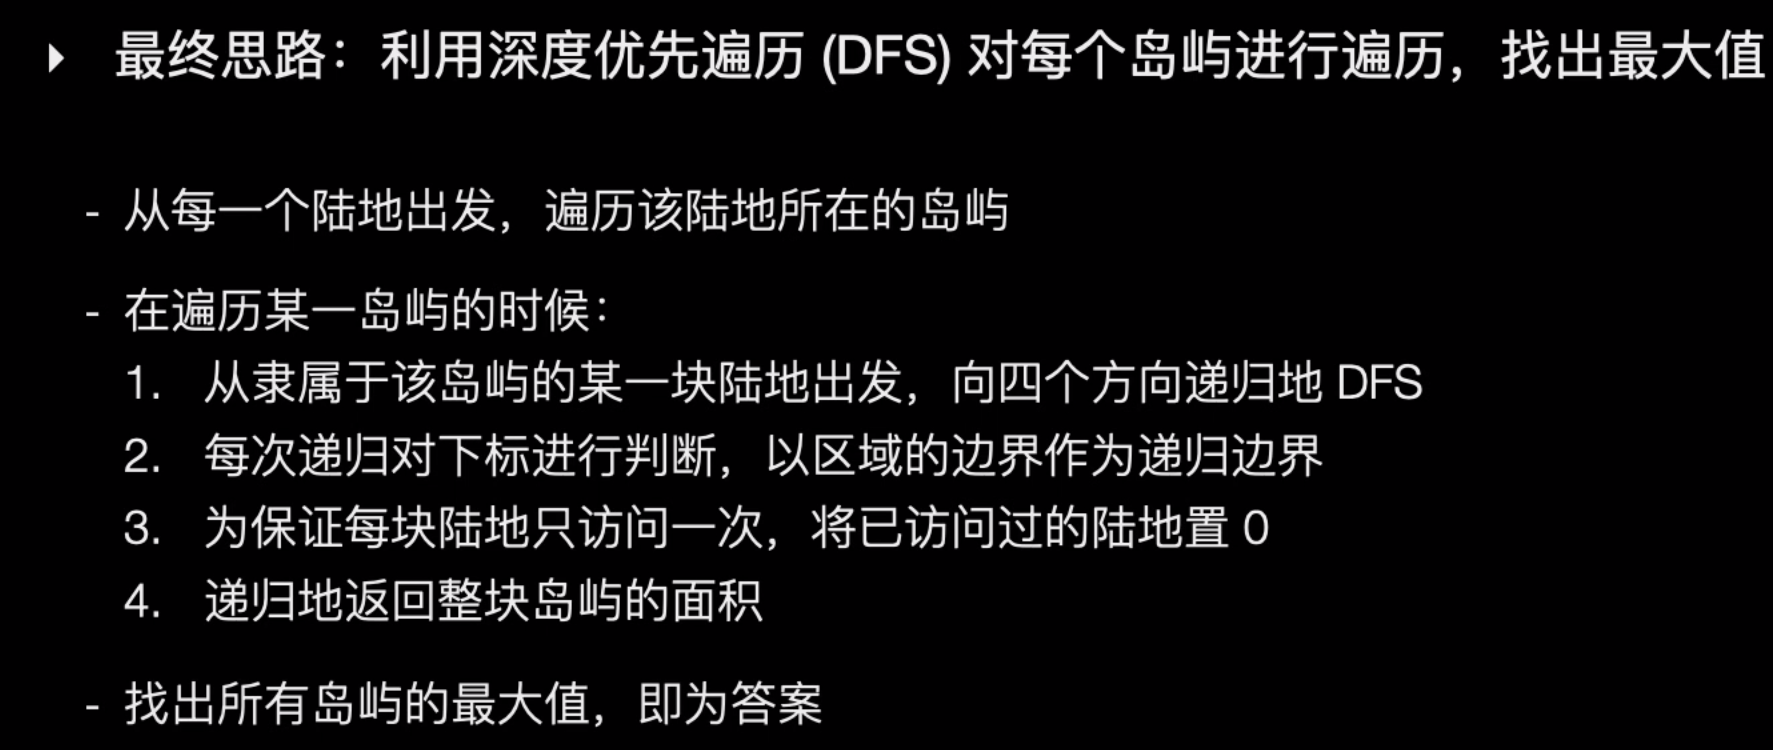 ▶ 最终思路：利用深度优先遍历 (DFS) 对每个岛屿进行遍历，找出最大值
- 从每一个陆地出发，遍历该陆地所在的岛屿
- 在遍历某一岛屿的时候：
1. 从隶属于该岛屿的某一块陆地出发，向四个方向递归地 DFS
2. 每次递归对下标进行判断，以区域的边界作为递归边界
3. 为保证每块陆地只访问一次，将已访问过的陆地置 0
4. 递归地返回整块岛屿的面积
- 找出所有岛屿的最大值，即为答案